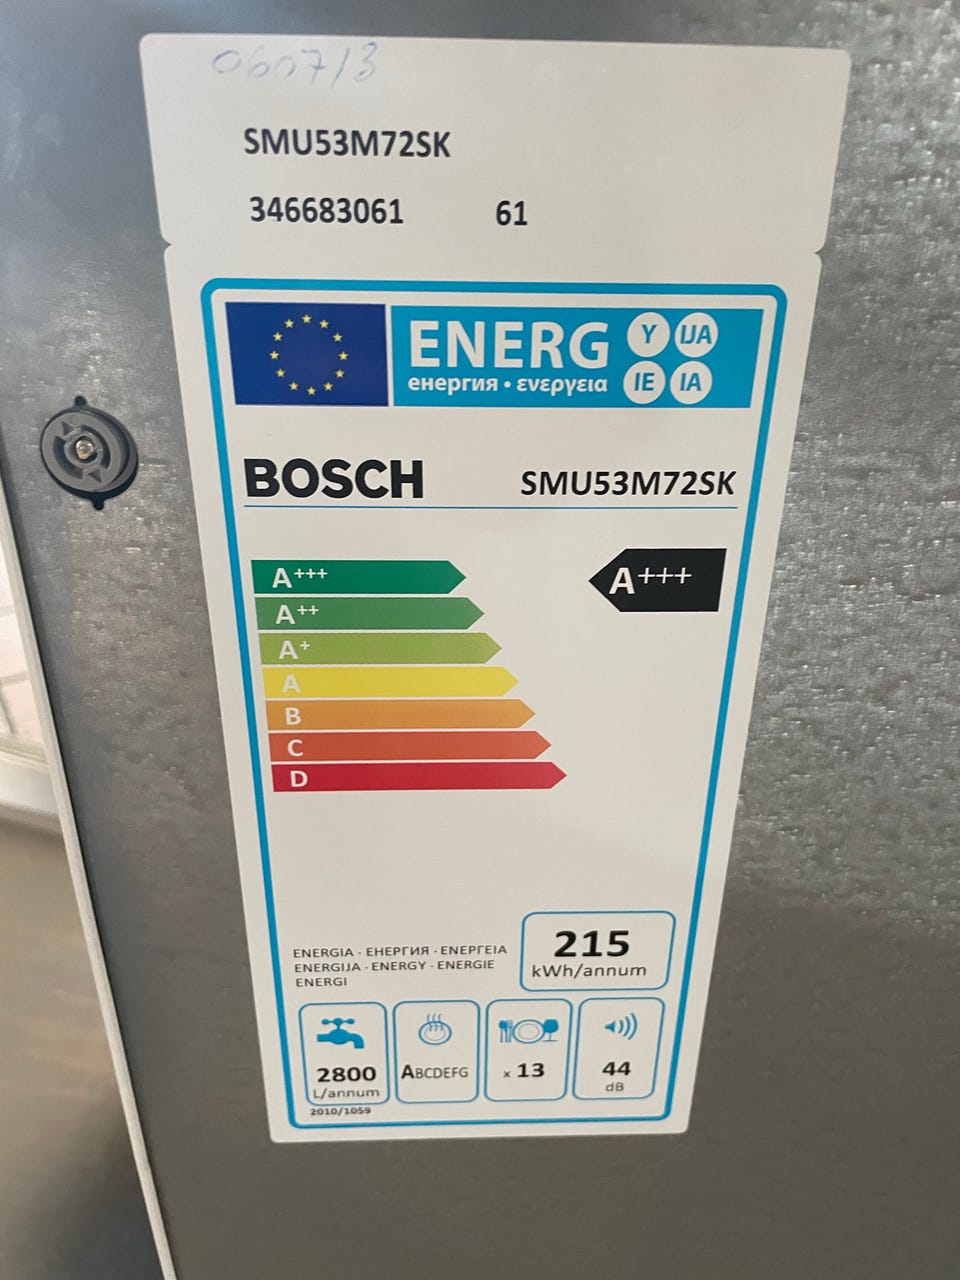 060713
SMU53M72SK
346683061 61
ENERG Y IJA
енергия · ενεργεια IE IA
BOSCH SMU53M72SK
A+++ A+++
A++
A+
A
B
C
D
215
kWh/annum
ENERGIA · ЕНЕРГИЯ · ΕΝΕΡΓΕΙΑ
ENERGIJA · ENERGY · ENERGIE
ENERGI
2800 ABCDEFG x 13 44
L/annum dB
2010/1059